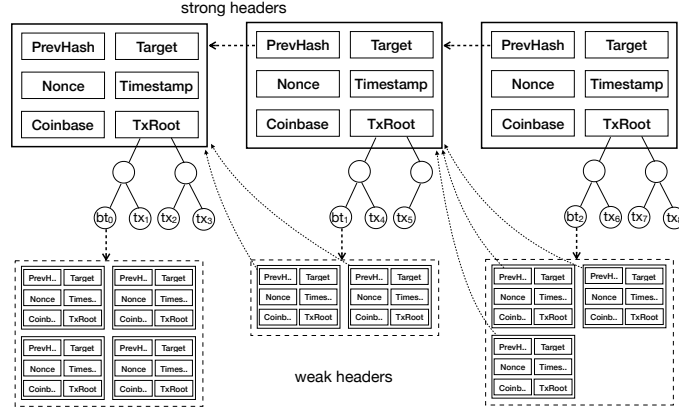 strong headers
PrevHash Target PrevHash Target PrevHash Target
Nonce Timestamp Nonce Timestamp Nonce Timestamp
Coinbase TxRoot Coinbase TxRoot Coinbase TxRoot
bt₀ tx₁ tx₂ tx₃ bt₁ tx₄ tx₅ bt₂ tx₆ tx₇
PrevH.. Target PrevH.. Target PrevH.. Target PrevH.. Target PrevH.. Target PrevH.. Target
Nonce Times.. Nonce Times.. Nonce Times.. Nonce Times.. Nonce Times.. Nonce Times..
Coinb.. TxRoot Coinb.. TxRoot Coinb.. TxRoot Coinb.. TxRoot Coinb.. TxRoot Coinb.. TxRoot
PrevH.. Target PrevH.. Target PrevH.. Target
Nonce Times.. Nonce Times.. Nonce Times..
Coinb.. TxRoot Coinb.. TxRoot Coinb.. TxRoot
weak headers